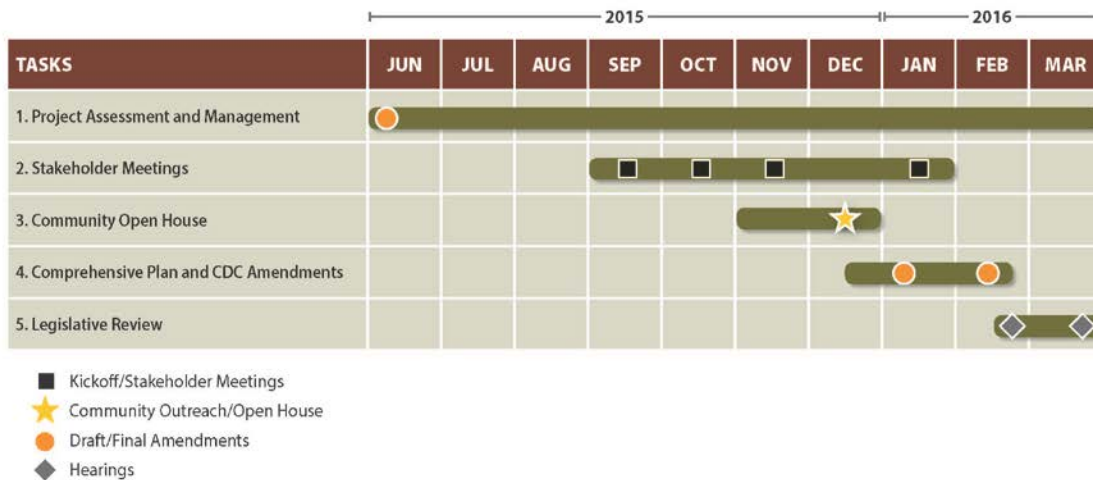 2015 2016
TASKS JUN JUL AUG SEP OCT NOV DEC JAN FEB MAR
1. Project Assessment and Management
2. Stakeholder Meetings
3. Community Open House
4. Comprehensive Plan and CDC Amendments
5. Legislative Review
Kickoff/Stakeholder Meetings
Community Outreach/Open House
Draft/Final Amendments
Hearings